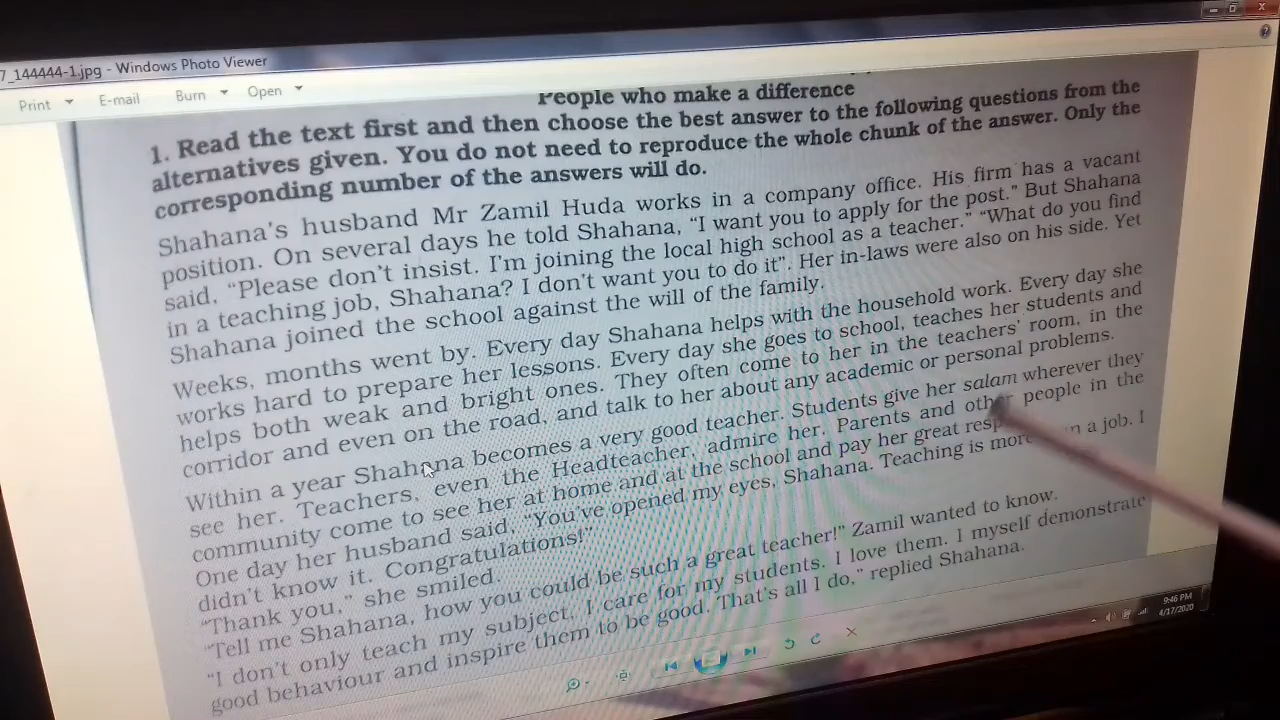 7_144444-1.jpg - Windows Photo Viewer
Print E-mail Burn Open
People who make a difference
1. Read the text first and then choose the best answer to the following questions from the
alternatives given. You do not need to reproduce the whole chunk of the answer. Only the
corresponding number of the answers will do.
Shahana's husband Mr Zamil Huda works in a company office. His firm has a vacant
position. On several days he told Shahana, "I want you to apply for the post." But Shahana
said, "Please don't insist. I'm joining the local high school as a teacher." "What do you find
in a teaching job, Shahana? I don't want you to do it". Her in-laws were also on his side. Yet
Shahana joined the school against the will of the family.
Weeks, months went by. Every day Shahana helps with the household work. Every day she
works hard to prepare her lessons. Every day she goes to school, teaches her students and
helps both weak and bright ones. They often come to her in the teachers' room, in the
corridor and even on the road, and talk to her about any academic or personal problems.
Within a year Shahana becomes a very good teacher. Students give her salam wherever they
see her. Teachers, even the Headteacher, admire her. Parents and other people in the
community come to see her at home and at the school and pay her great
One day her husband said, "You've opened my eyes, Shahana. Teaching is more a job. I
didn't know it. Congratulations!"
"Thank you," she smiled.
"Tell me Shahana, how you could be such a great teacher!" Zamil wanted to know.
"I don't only teach my subject, I care for my students. I love them. I myself demonstrate
good behaviour and inspire them to be good. That's all I do," replied Shahana.
9:46 PM
4/17/2020